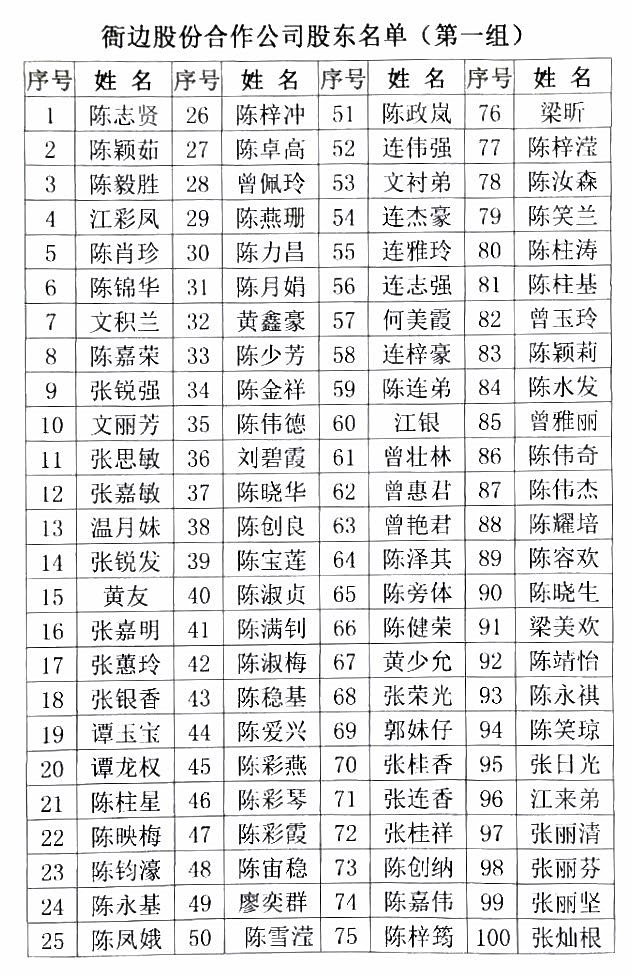 衙边股份合作公司股东名单（第一组）
序号 姓名 序号 姓名 序号 姓名 序号 姓名
1 陈志贤 26 陈梓冲 51 陈政岚 76 梁昕
2 陈颖茹 27 陈卓高 52 连伟强 77 陈梓滢
3 陈毅胜 28 曾佩玲 53 文衬弟 78 陈汝森
4 江彩凤 29 陈燕珊 54 连杰豪 79 陈笑兰
5 陈肖珍 30 陈力昌 55 连雅玲 80 陈柱涛
6 陈锦华 31 陈月娟 56 连志强 81 陈柱基
7 文积兰 32 黄鑫豪 57 何美霞 82 曾玉玲
8 陈嘉荣 33 陈少芳 58 连梓豪 83 陈颖莉
9 张锐强 34 陈金祥 59 陈连弟 84 陈水发
10 文丽芳 35 陈伟德 60 江银 85 曾雅丽
11 张思敏 36 刘碧霞 61 曾壮林 86 陈伟奇
12 张嘉敏 37 陈晓华 62 曾惠君 87 陈伟杰
13 温月妹 38 陈创良 63 曾艳君 88 陈耀培
14 张锐发 39 陈宝莲 64 陈泽其 89 陈容欢
15 黄友 40 陈淑贞 65 陈旁体 90 陈晓生
16 张嘉明 41 陈满钊 66 陈健荣 91 梁美欢
17 张蕙玲 42 陈淑梅 67 黄少允 92 陈靖怡
18 张银香 43 陈稳基 68 张荣光 93 陈永祺
19 谭玉宝 44 陈爱兴 69 郭妹仔 94 陈笑琼
20 谭龙权 45 陈彩燕 70 张桂香 95 张日光
21 陈柱星 46 陈彩琴 71 张连香 96 江来弟
22 陈映梅 47 陈彩霞 72 张桂祥 97 张丽清
23 陈钧濠 48 陈宙稳 73 陈创纳 98 张丽芬
24 陈永基 49 廖奕群 74 陈嘉伟 99 张丽坚
25 陈凤娥 50 陈雪滢 75 陈梓筠 100 张灿根